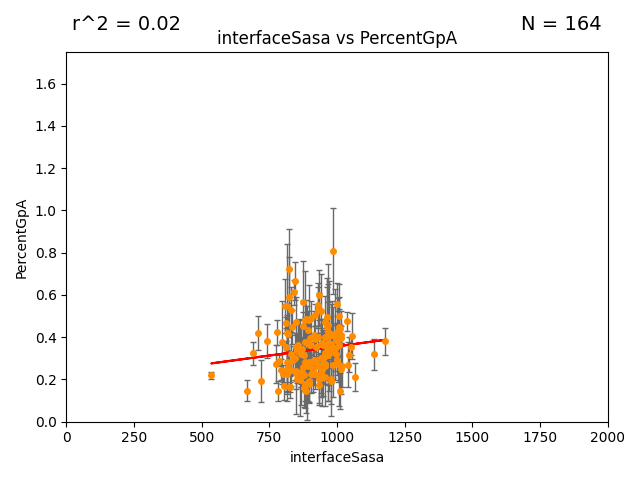 r^2 = 0.02
N = 164
interfaceSasa vs PercentGpA
PercentGpA
1.6
1.4
1.2
1.0
0.8
0.6
0.4
0.2
0.0
0 250 500 750 1000 1250 1500 1750 2000
interfaceSasa